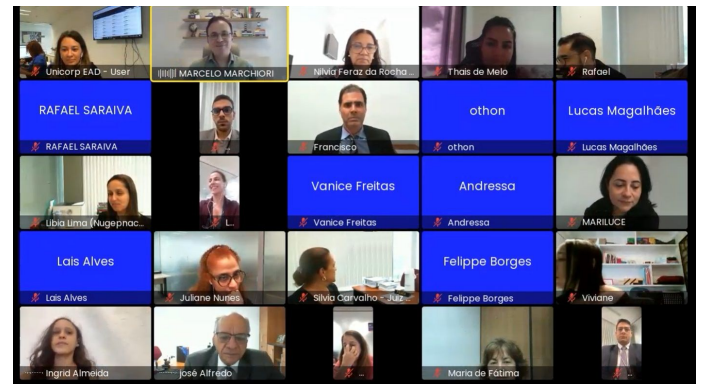 Unicorp EAD - User
MARCELO MARCHIORI
Nilvia Feraz da Rocha ...
Thais de Melo
Rafael
RAFAEL SARAIVA
RAFAEL SARAIVA
...
Francisco
othon
othon
Lucas Magalhães
Lucas Magalhães
Libia Lima (Nugepnac...
L...
Vanice Freitas
Vanice Freitas
Andressa
Andressa
MARILUCE
Lais Alves
Lais Alves
Juliane Nunes
Silvia Carvalho - Juiz...
Felippe Borges
Felippe Borges
Viviane
Ingrid Almeida
josé Alfredo
...
Maria de Fátima
...